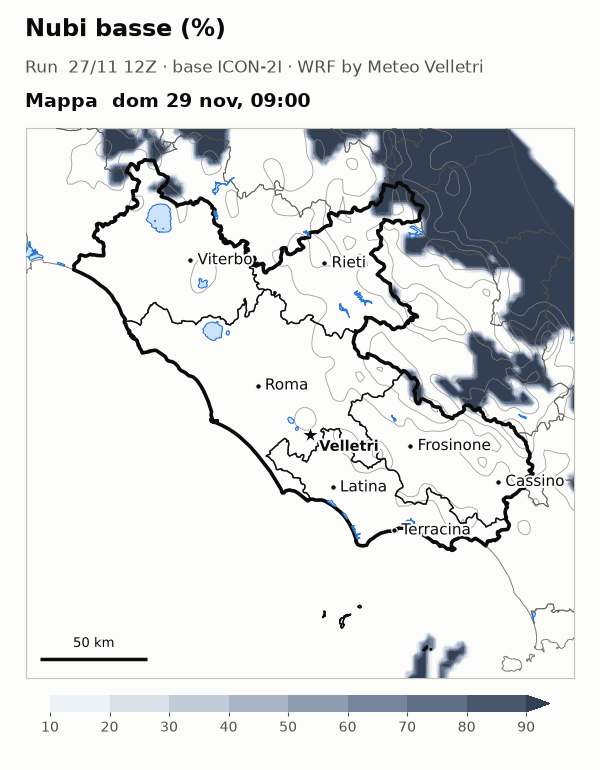 Nubi basse (%)
Run 27/11 12Z · base ICON-2I · WRF by Meteo Velletri
Mappa dom 29 nov, 09:00
Viterbo
Rieti
Roma
Velletri
Frosinone
Cassino
Latina
Terracina
50 km
10 20 30 40 50 60 70 80 90